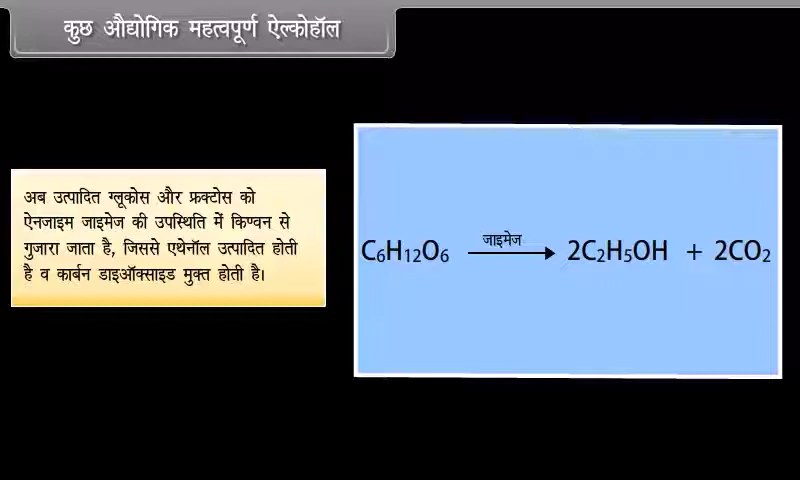 कुछ औद्योगिक महत्वपूर्ण ऐल्कोहॉल
अब उत्पादित ग्लूकोस और फ्रक्टोस को
ऐनजाइम जाइमेज की उपस्थिति में किण्वन से
गुजारा जाता है, जिससे एथेनॉल उत्पादित होती
है व कार्बन डाइऑक्साइड मुक्त होती है।
जाइमेज
C₆H₁₂O₆ → 2C₂H₅OH + 2CO₂